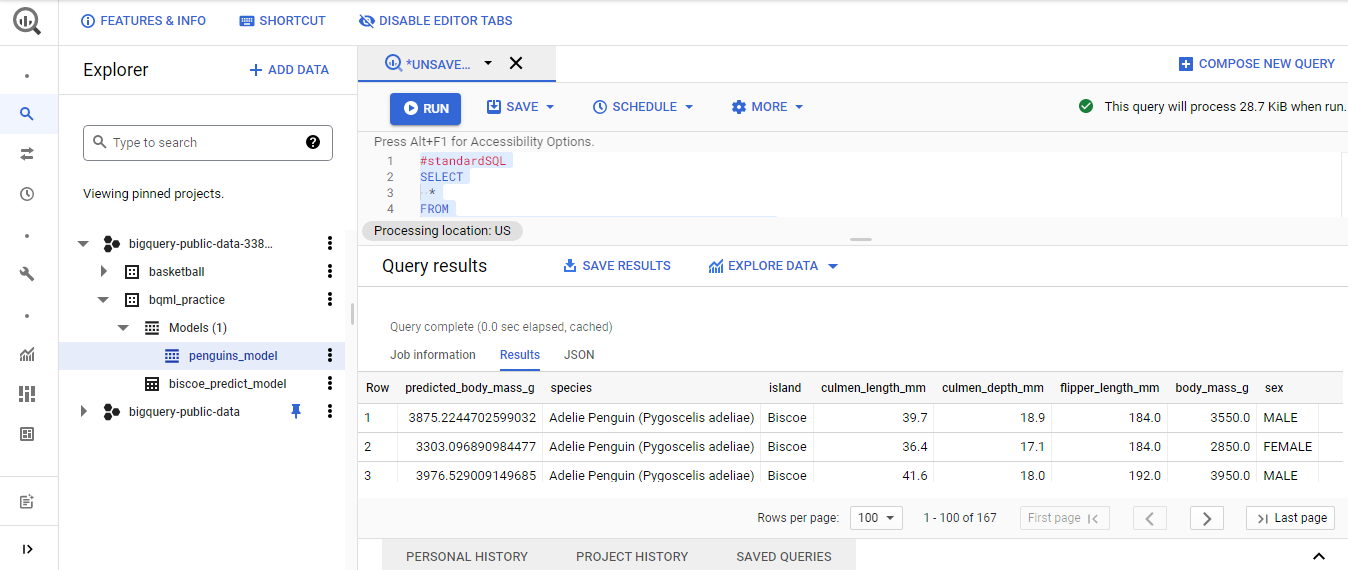 FEATURES & INFO SHORTCUT DISABLE EDITOR TABS
Explorer + ADD DATA
Type to search
Viewing pinned projects.
bigquery-public-data-338...
basketball
bqml_practice
Models (1)
penguins_model
biscoe_predict_model
bigquery-public-data
*UNSAVE...
COMPOSE NEW QUERY
RUN SAVE SCHEDULE MORE This query will process 28.7 KiB when run.
Press Alt+F1 for Accessibility Options.
1 #standardSQL
2 SELECT
3 *
4 FROM
Processing location: US
Query results SAVE RESULTS EXPLORE DATA
Query complete (0.0 sec elapsed, cached)
Job information Results JSON
Row predicted_body_mass_g species island culmen_length_mm culmen_depth_mm flipper_length_mm body_mass_g sex
1 3875.2244702599032 Adelie Penguin (Pygoscelis adeliae) Biscoe 39.7 18.9 184.0 3550.0 MALE
2 3303.096890984477 Adelie Penguin (Pygoscelis adeliae) Biscoe 36.4 17.1 184.0 2850.0 FEMALE
3 3976.529009149685 Adelie Penguin (Pygoscelis adeliae) Biscoe 41.6 18.0 192.0 3950.0 MALE
Rows per page: 100 1 - 100 of 167 First page Last page
PERSONAL HISTORY PROJECT HISTORY SAVED QUERIES